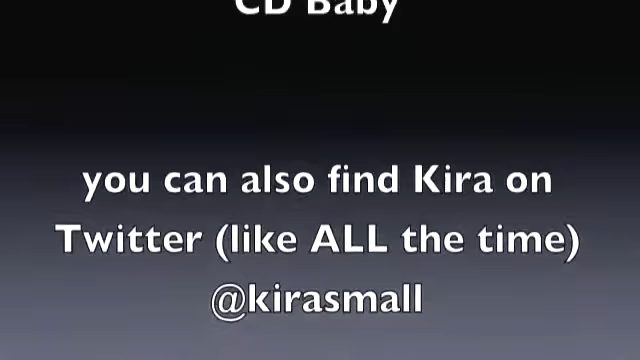 CD Baby
you can also find Kira on
Twitter (like ALL the time)
@kirasmall